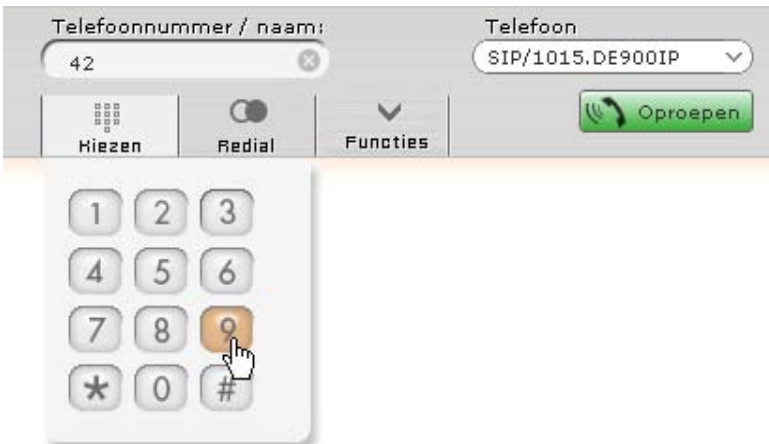 Telefoonnummer / naam:
Telefoon
42
SIP/1015.DE900IP
Oproepen
Kiezen
Redial
Functies
1 2 3
4 5 6
7 8 9
* 0 #